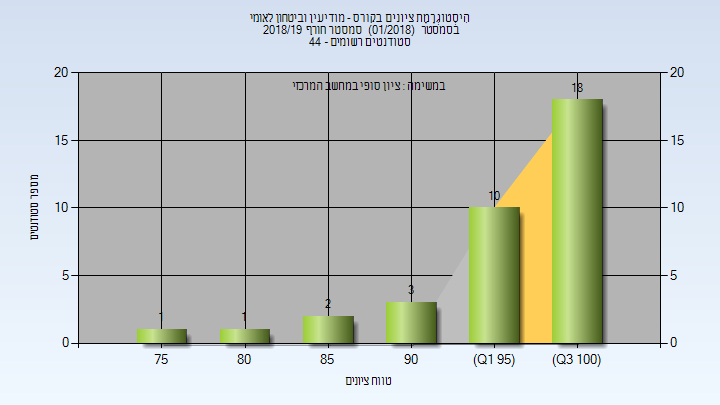 היסטוגרמת ציונים בקורס - מודיעין וביטחון לאומי
בסמסטר (01/2018) סמסטר חורף 2018/19
סטודנטים רשומים - 44
במשימה : ציון סופי במחשב המרכזי
מספר סטודנטים
20
15
10
5
0
20
15
10
5
0
1
1
2
3
10
18
75
80
85
90
(Q1 95)
(Q3 100)
טווח ציונים